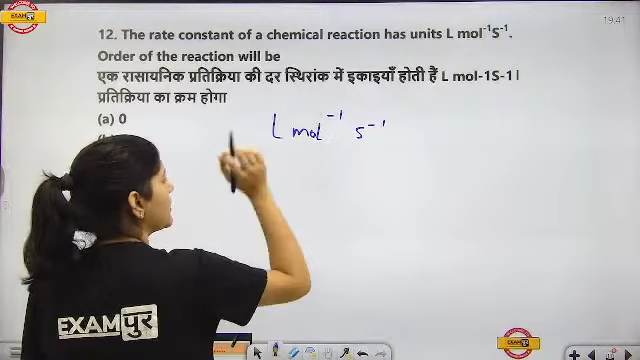 12. The rate constant of a chemical reaction has units L mol⁻¹S⁻¹.
Order of the reaction will be
एक रासायनिक प्रतिक्रिया की दर स्थिरांक में इकाइयाँ होती हैं L mol-1S-1।
प्रतिक्रिया का क्रम होगा
(a) 0
L mol⁻¹ s⁻¹
EXAMपुर
19:41